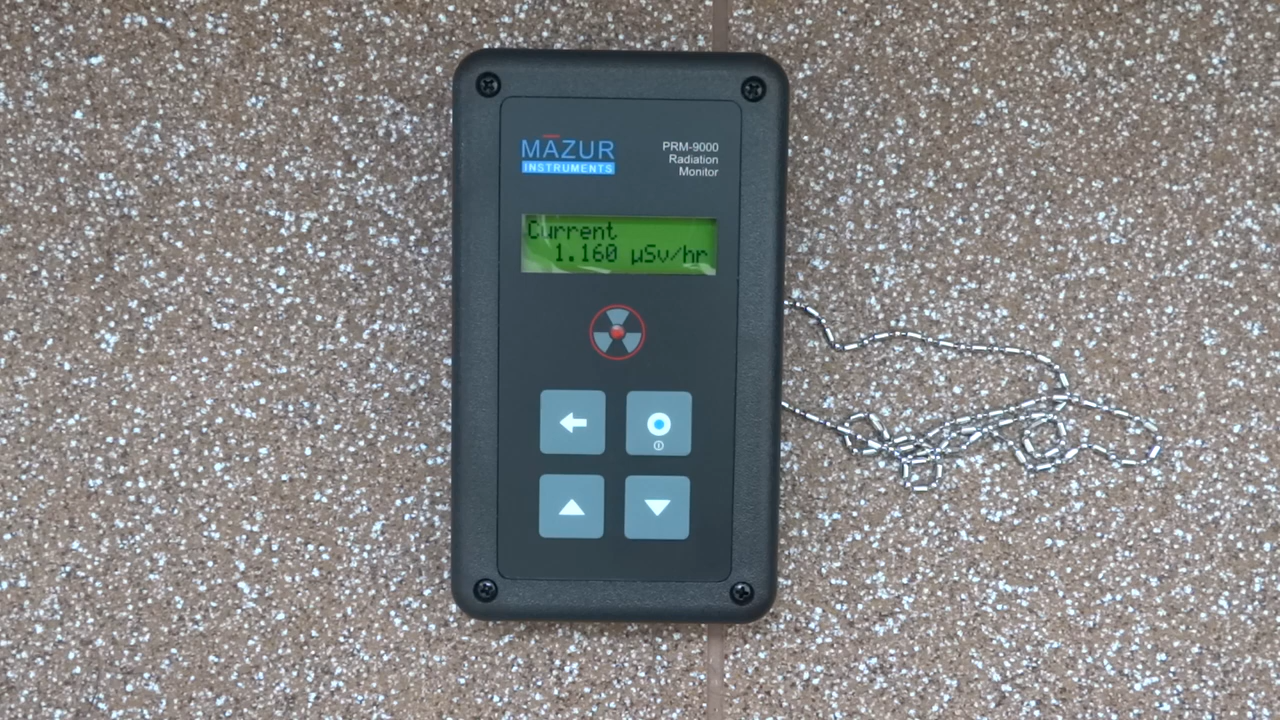 MAZUR
INSTRUMENTS
PRM-9000
Radiation
Monitor
Current
1.160 µSv/hr